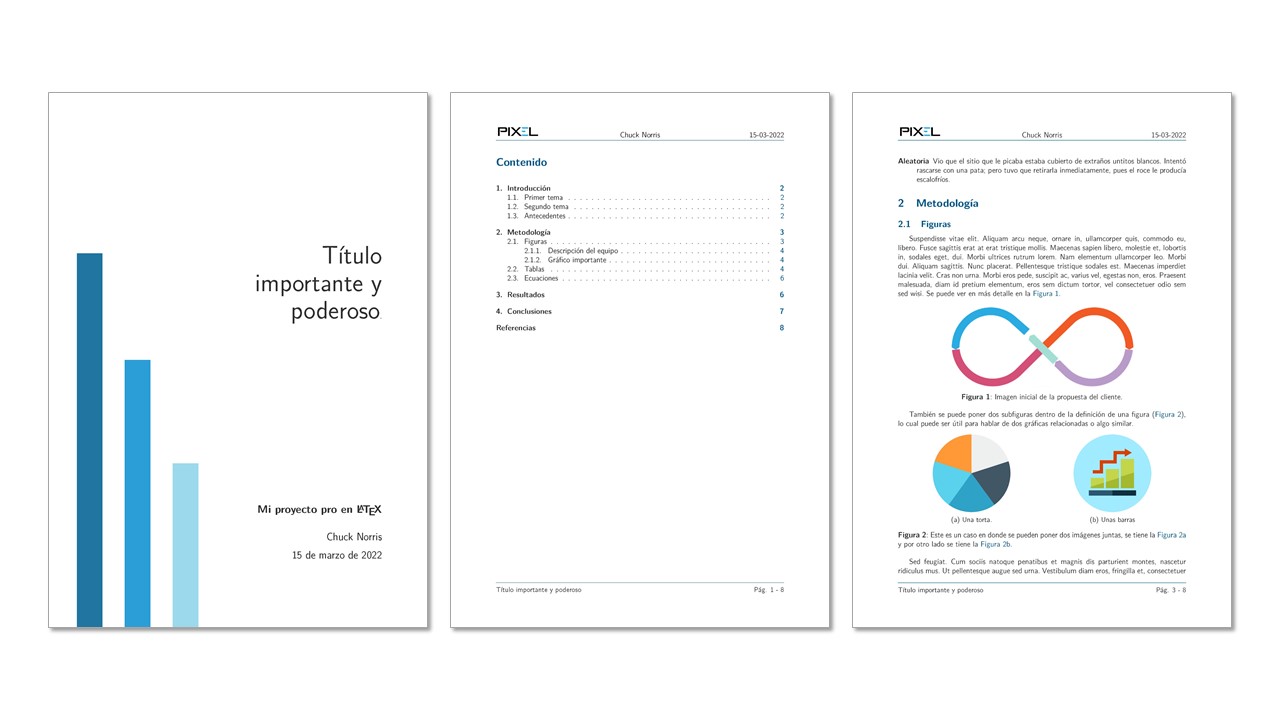 Título
importante y
poderoso.
Mi proyecto pro en LATEX
Chuck Norris
15 de marzo de 2022
PIXEL Chuck Norris 15-03-2022
Contenido
1. Introducción 2
1.1. Primer tema . . . . . . . . . . . . . . . . . . . . 2
1.2. Segundo tema . . . . . . . . . . . . . . . . . . . . 2
1.3. Antecedentes . . . . . . . . . . . . . . . . . . . . 2
2. Metodología 3
2.1. Figuras . . . . . . . . . . . . . . . . . . . . 3
2.1.1. Descripción del equipo . . . . . . . . . . . . . . . . . . . . 4
2.1.2. Gráfico importante . . . . . . . . . . . . . . . . . . . . 4
2.2. Tablas . . . . . . . . . . . . . . . . . . . . 4
2.3. Ecuaciones . . . . . . . . . . . . . . . . . . . . 6
3. Resultados 6
4. Conclusiones 7
Referencias 8
Título importante y poderoso Pág. 1 - 8
PIXEL Chuck Norris 15-03-2022
Aleatoria Vio que el sitio que le picaba estaba cubierto de extraños untitos blancos. Intentó
rascarse con una pata; pero tuvo que retirarla inmediatamente, pues el roce le producía
escalofríos.
2 Metodología
2.1 Figuras
Suspendisse vitae elit. Aliquam arcu neque, ornare in, ullamcorper quis, commodo eu,
libero. Fusce sagittis erat at erat tristique mollis. Maecenas sapien libero, molestie et, lobortis
in, sodales eget, dui. Morbi ultrices rutrum lorem. Nam elementum ullamcorper leo. Morbi
dui. Aliquam sagittis. Nunc placerat. Pellentesque tristique sodales est. Maecenas imperdiet
lacinia velit. Cras non urna. Morbi eros pede, suscipit ac, varius vel, egestas non, eros. Praesent
malesuada, diam id pretium elementum, eros sem dictum tortor, vel consectetuer odio sem
sed wisi. Se puede ver en más detalle en la Figura 1.
Figura 1: Imagen inicial de la propuesta del cliente.
También se puede poner dos subfiguras dentro de la definición de una figura (Figura 2),
lo cual puede ser útil para hablar de dos gráficas relacionadas o algo similar.
(a) Una torta. (b) Unas barras
Figura 2: Este es un caso en donde se pueden poner dos imágenes juntas, se tiene la Figura 2a
y por otro lado se tiene la Figura 2b.
Sed feugiat. Cum sociis natoque penatibus et magnis dis parturient montes, nascetur
ridiculus mus. Ut pellentesque augue sed urna. Vestibulum diam eros, fringilla et, consectetuer
Título importante y poderoso Pág. 3 - 8